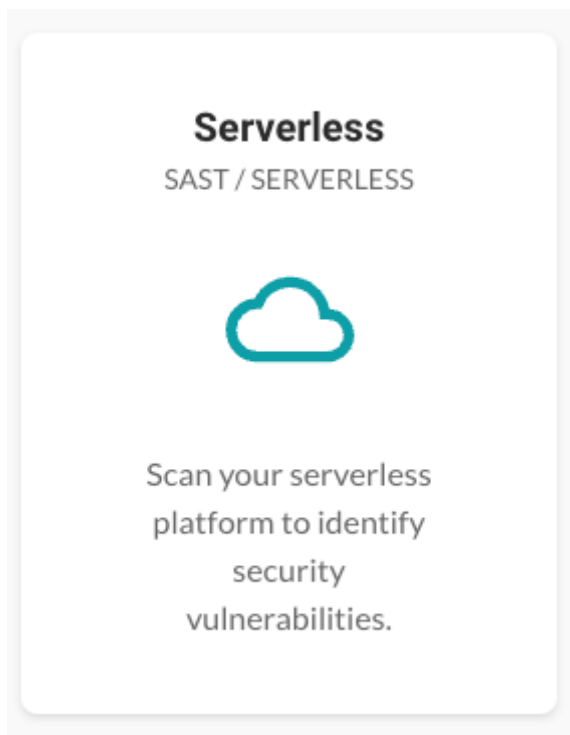 Serverless
SAST / SERVERLESS
Scan your serverless
platform to identify
security
vulnerabilities.